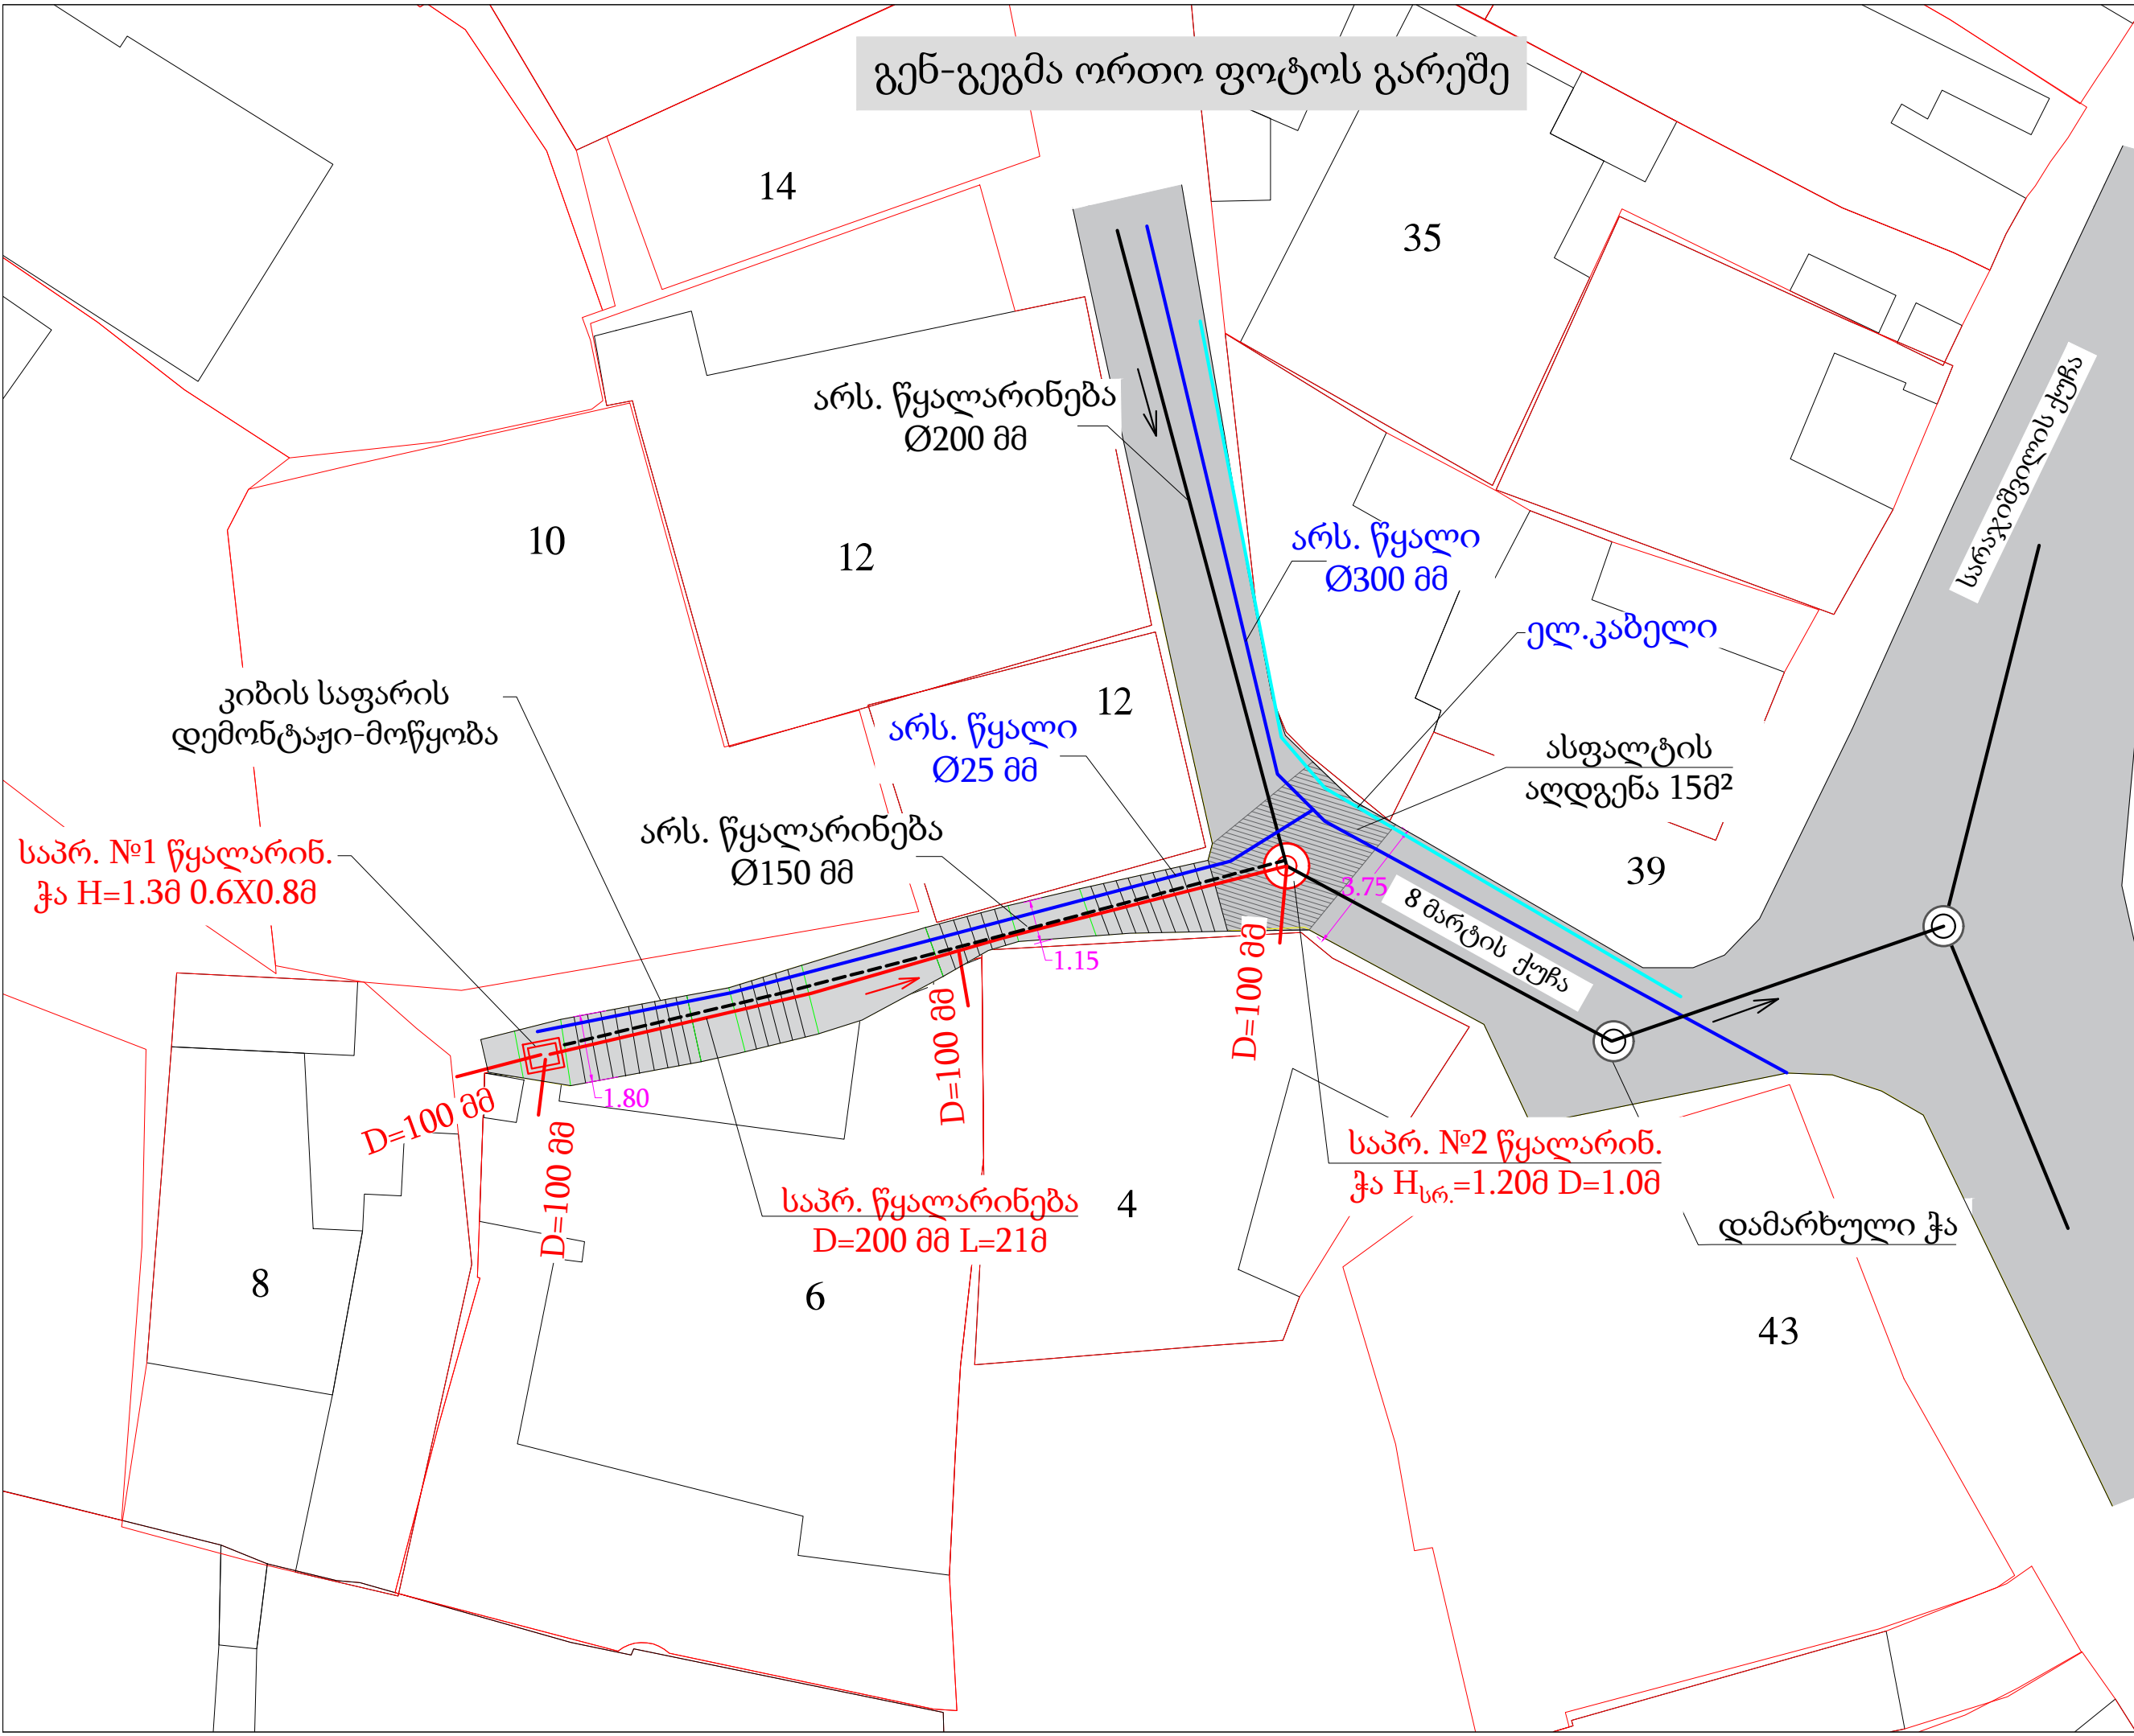 გენ-გეგმა ორთო ფოტოს გარეშე
14
35
არს. წყალარინება
Ø200 მმ
სარაჯიშვილის ქუჩა
10
12
არს. წყალი
Ø300 მმ
ელ.კაბელი
კიბის საფარის
დემონტაჟი-მოწყობა
12
არს. წყალი
Ø25 მმ
ასფალტის
აღდგენა 15მ²
არს. წყალარინება
Ø150 მმ
საპრ. №1 წყალარინ.
ჭა H=1.3მ 0.6X0.8მ
39
3.75
8 მარტის ქუჩა
1.15
D=100 მმ
D=100 მმ
1.80
D=100 მმ
D=100 მმ
საპრ. №2 წყალარინ.
ჭა Hსრ.=1.20მ D=1.0მ
საპრ. წყალარინება
D=200 მმ L=21მ
4
დამარხული ჭა
8
6
43